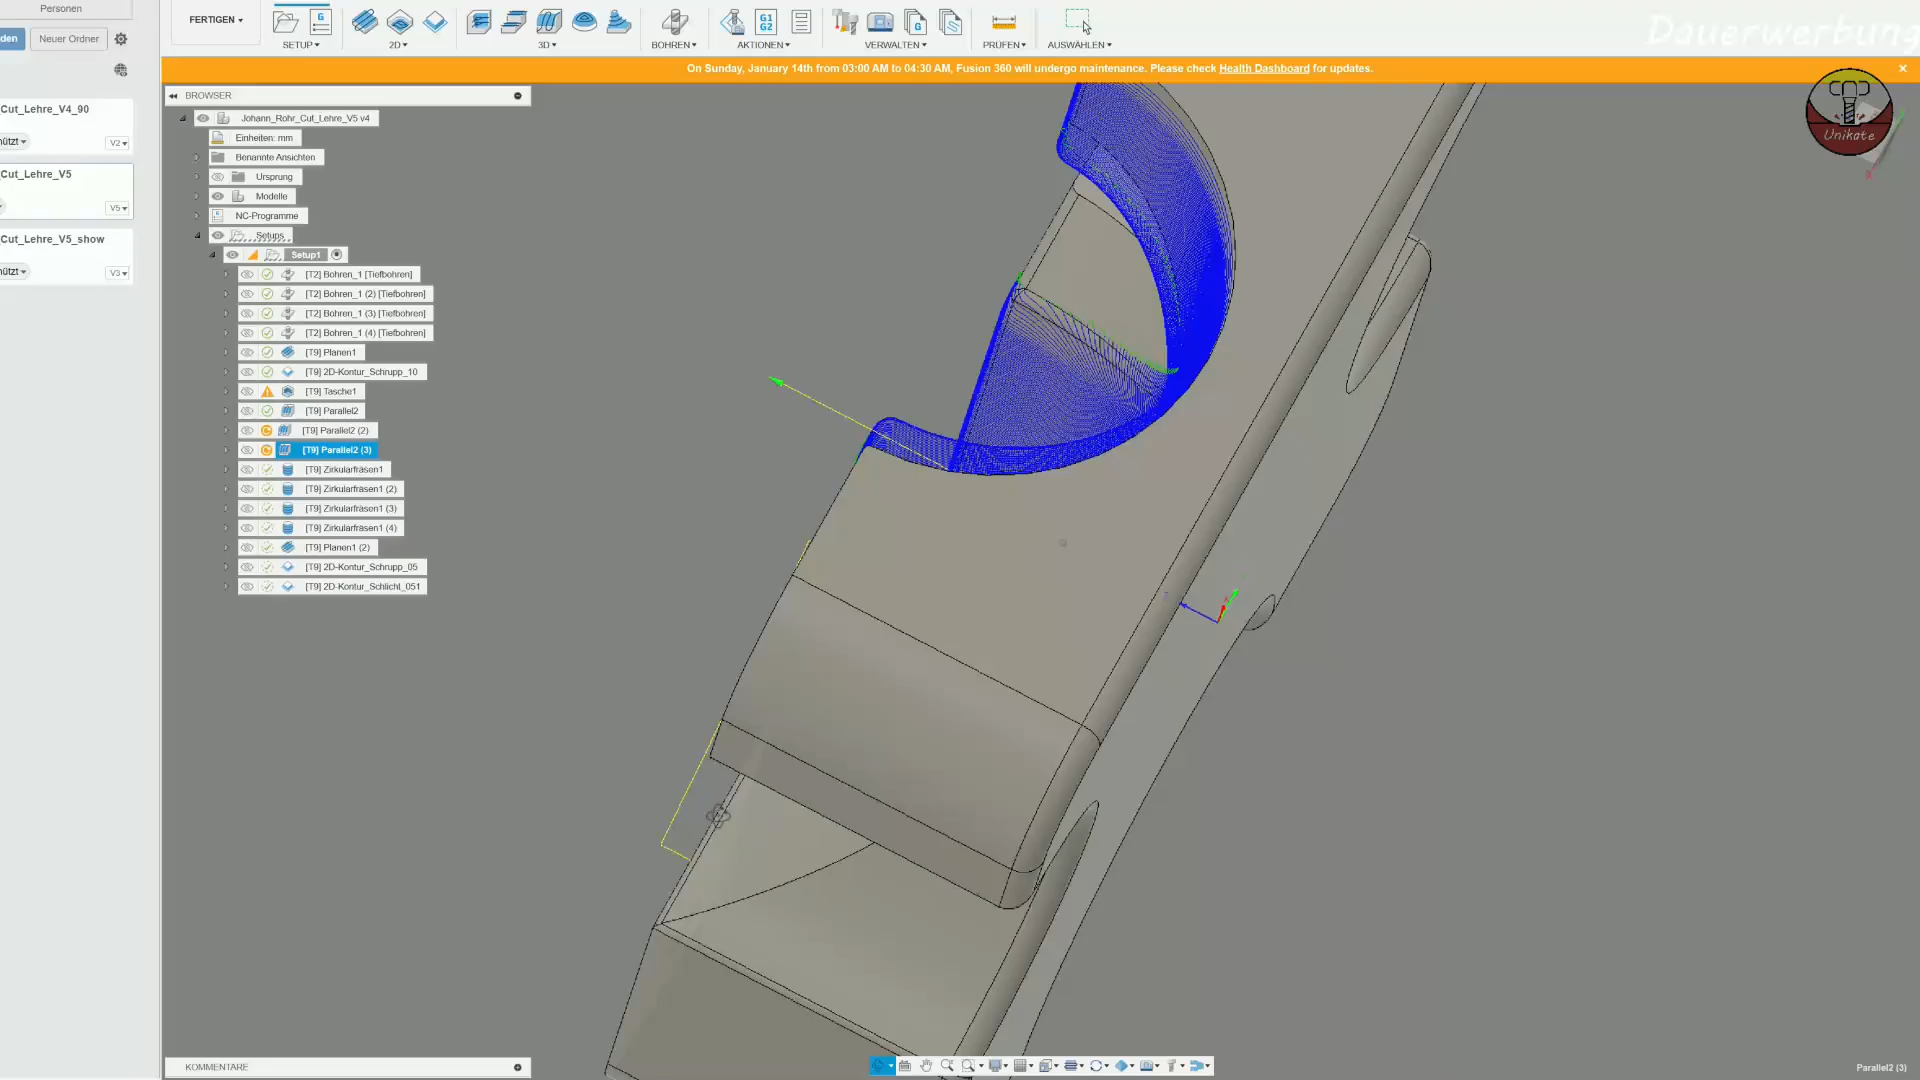 Personen
den
Neuer Ordner
Cut_Lehre_V4_90
nützt
V2
Cut_Lehre_V5
V5
Cut_Lehre_V5_show
nützt
V3
FERTIGEN
G
G1
G2
G
SETUP
2D
3D
BOHREN
AKTIONEN
VERWALTEN
PRÜFEN
AUSWÄHLEN
Dauerwerbung
On Sunday, January 14th from 03:00 AM to 04:30 AM, Fusion 360 will undergo maintenance. Please check Health Dashboard for updates.
Unikate
BROWSER
Johann_Rohr_Cut_Lehre_V5 v4
Einheiten: mm
Benannte Ansichten
Ursprung
Modelle
NC-Programme
Setups
Setup1
[T2] Bohren_1 [Tiefbohren]
[T2] Bohren_1 (2) [Tiefbohren]
[T2] Bohren_1 (3) [Tiefbohren]
[T2] Bohren_1 (4) [Tiefbohren]
[T9] Planen1
[T9] 2D-Kontur_Schrupp_10
[T9] Tasche1
[T9] Parallel2
[T9] Parallel2 (2)
[T9] Parallel2 (3)
[T9] Zirkularfräsen1
[T9] Zirkularfräsen1 (2)
[T9] Zirkularfräsen1 (3)
[T9] Zirkularfräsen1 (4)
[T9] Planen1 (2)
[T9] 2D-Kontur_Schrupp_05
[T9] 2D-Kontur_Schlicht_051
KOMMENTARE
Parallel2 (3)